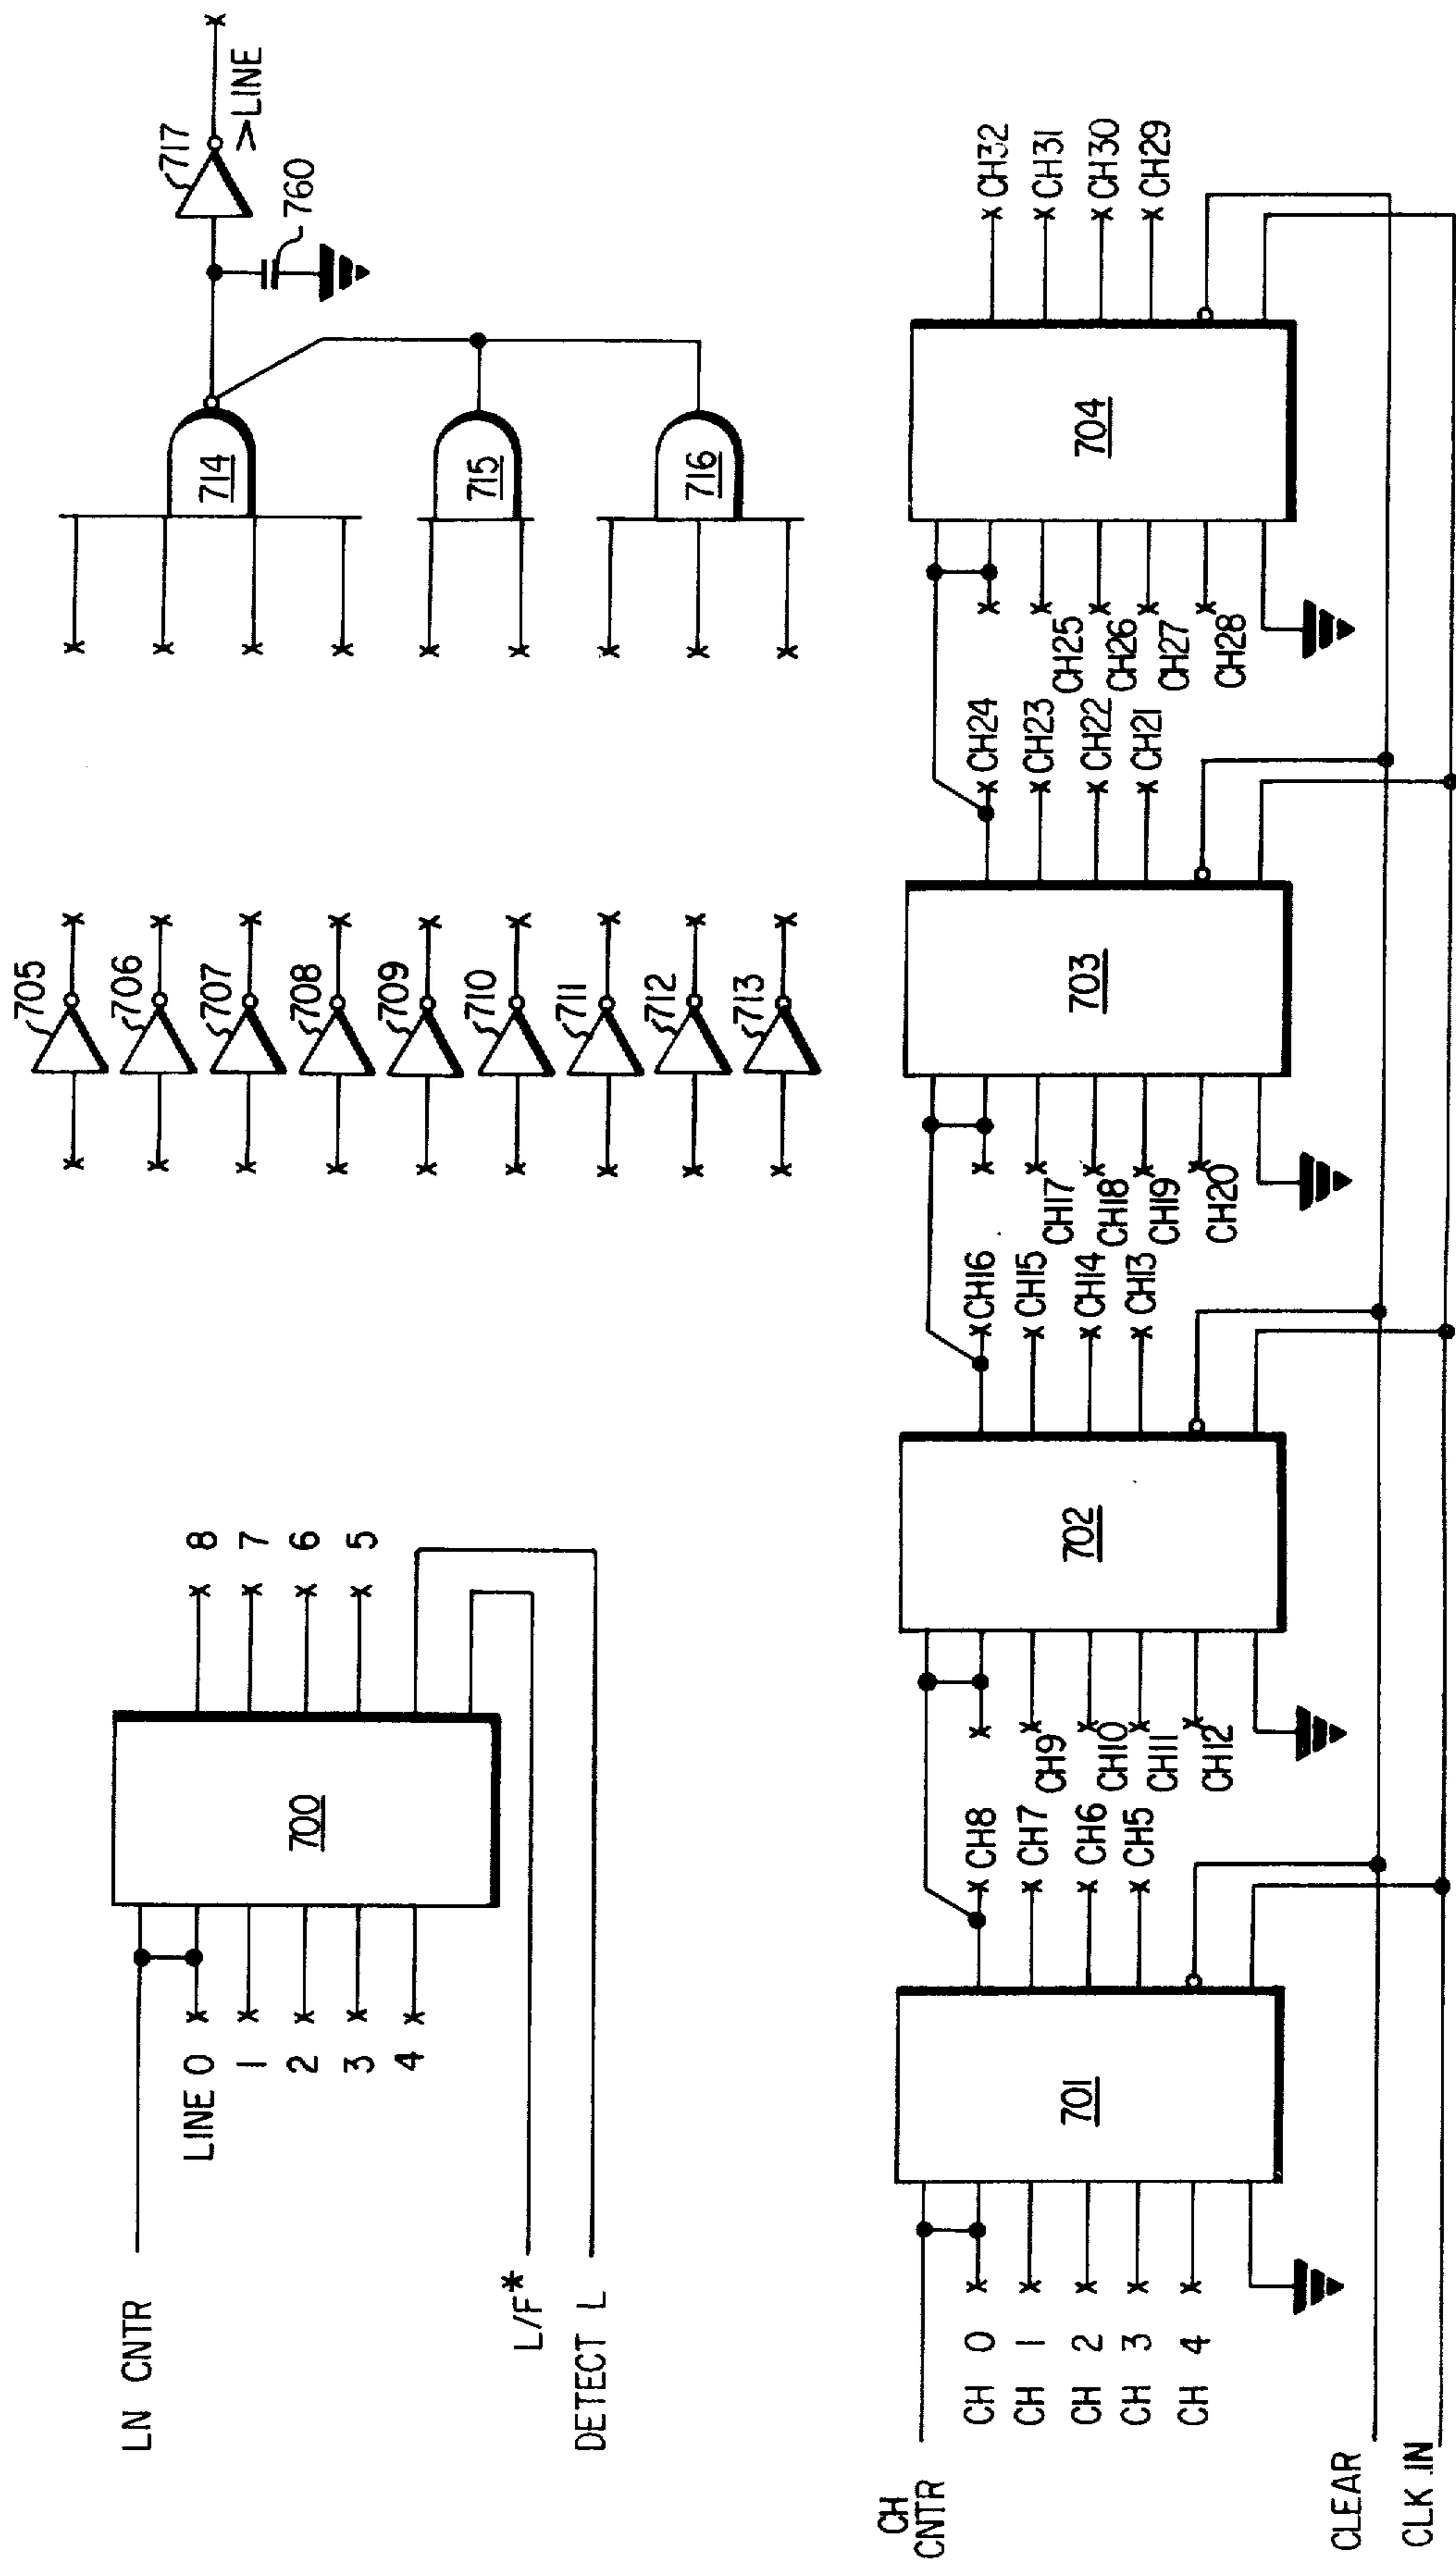 LN CNTR
LINE 0
1
2
3
4
700
8
7
6
5
L/F*
DETECT L
705
706
707
708
709
710
711
712
713
714
715
716
717
760
>LINE
CH
CNTR
CH 0
CH 1
CH 2
CH 3
CH 4
701
CH8
CH7
CH6
CH5
CH9
CH10
CH11
CH12
702
CH16
CH15
CH14
CH13
CH17
CH18
CH19
CH20
703
CH24
CH23
CH22
CH21
CH25
CH26
CH27
CH28
704
CH32
CH31
CH30
CH29
CLEAR
CLK IN